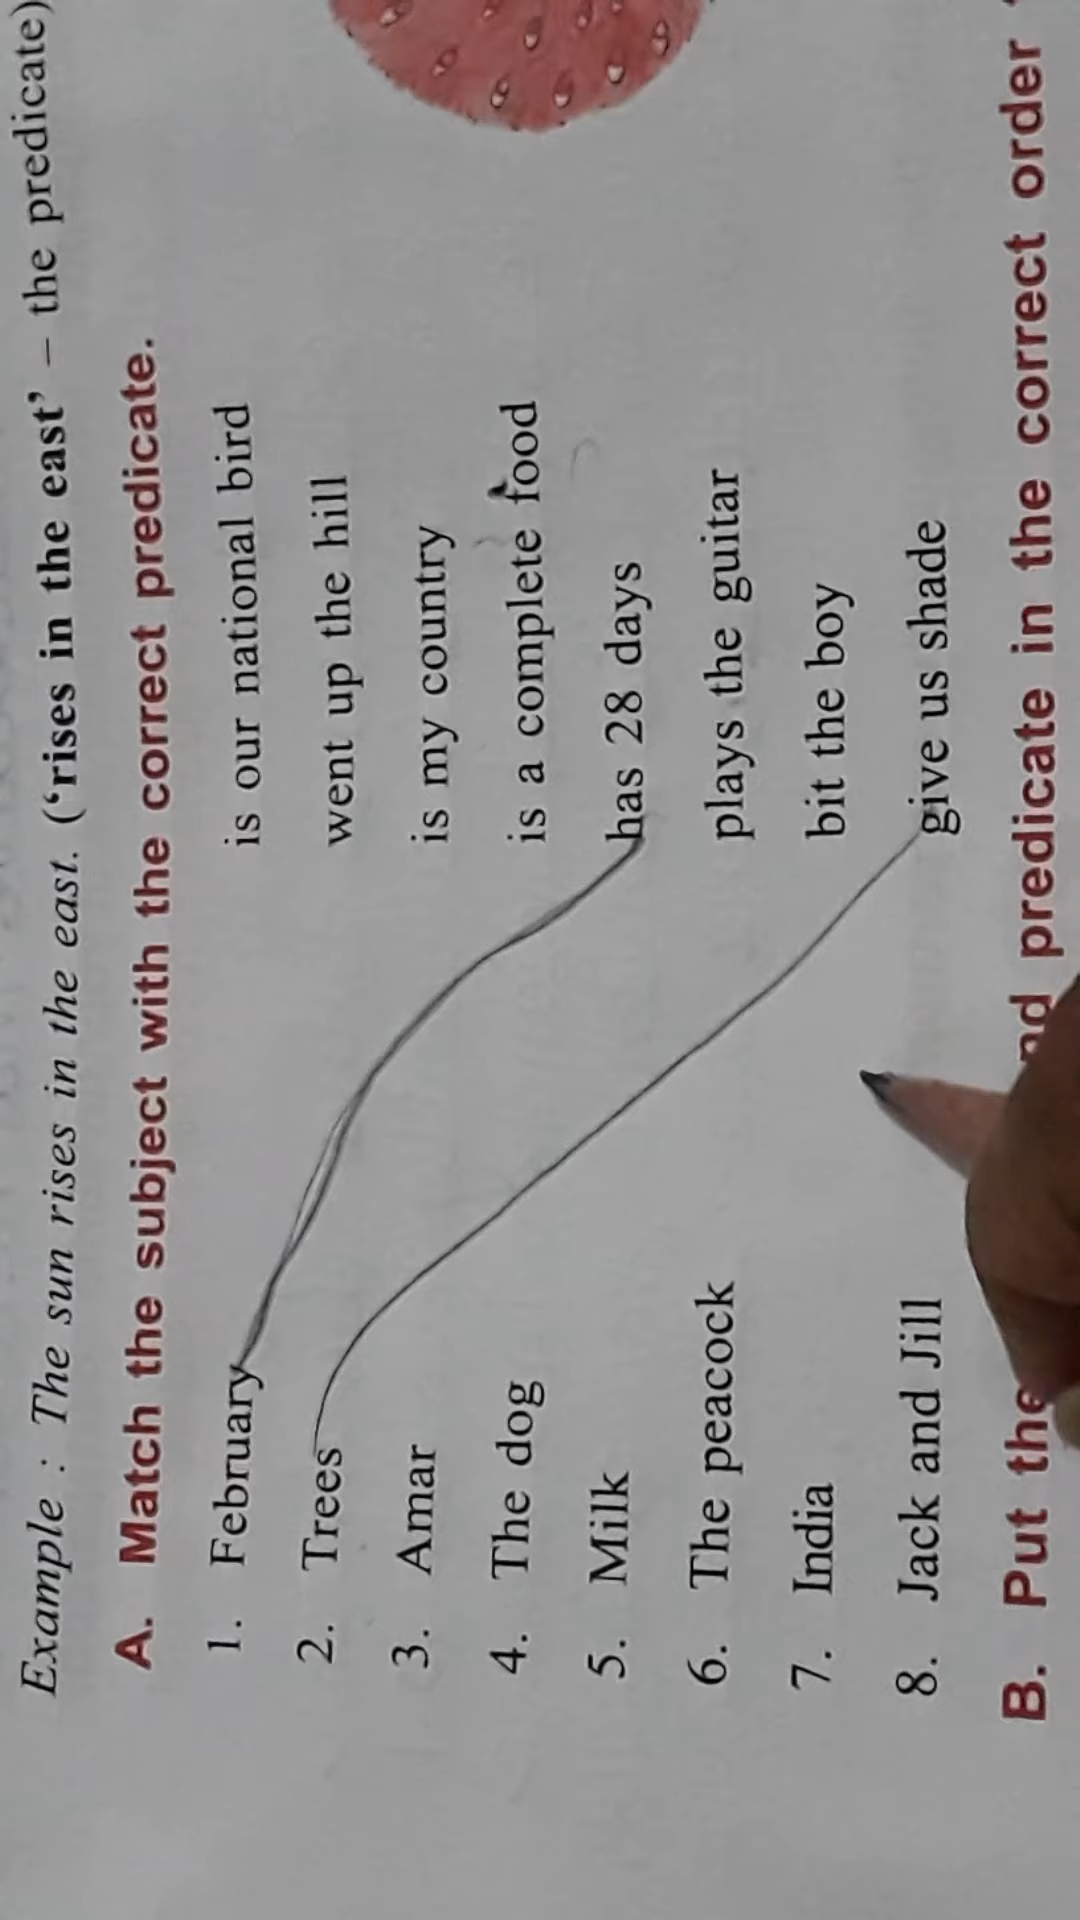 Example : The sun rises in the east. (‘rises in the east’ – the predicate)
A. Match the subject with the correct predicate.
1. February is our national bird
2. Trees went up the hill
3. Amar is my country
4. The dog is a complete food
5. Milk has 28 days
6. The peacock plays the guitar
7. India bit the boy
8. Jack and Jill give us shade
B. Put the predicate in the correct order